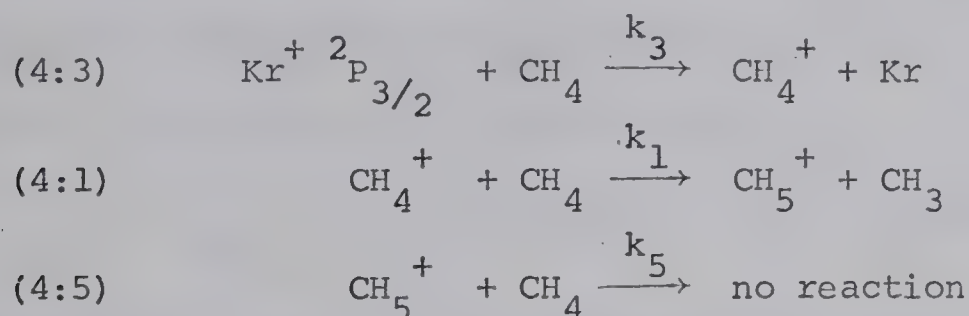 (4:3) Kr⁺ ²P₃/₂ + CH₄ —k₃→ CH₄⁺ + Kr
(4:1) CH₄⁺ + CH₄ —k₁→ CH₅⁺ + CH₃
(4:5) CH₅⁺ + CH₄ —k₅→ no reaction